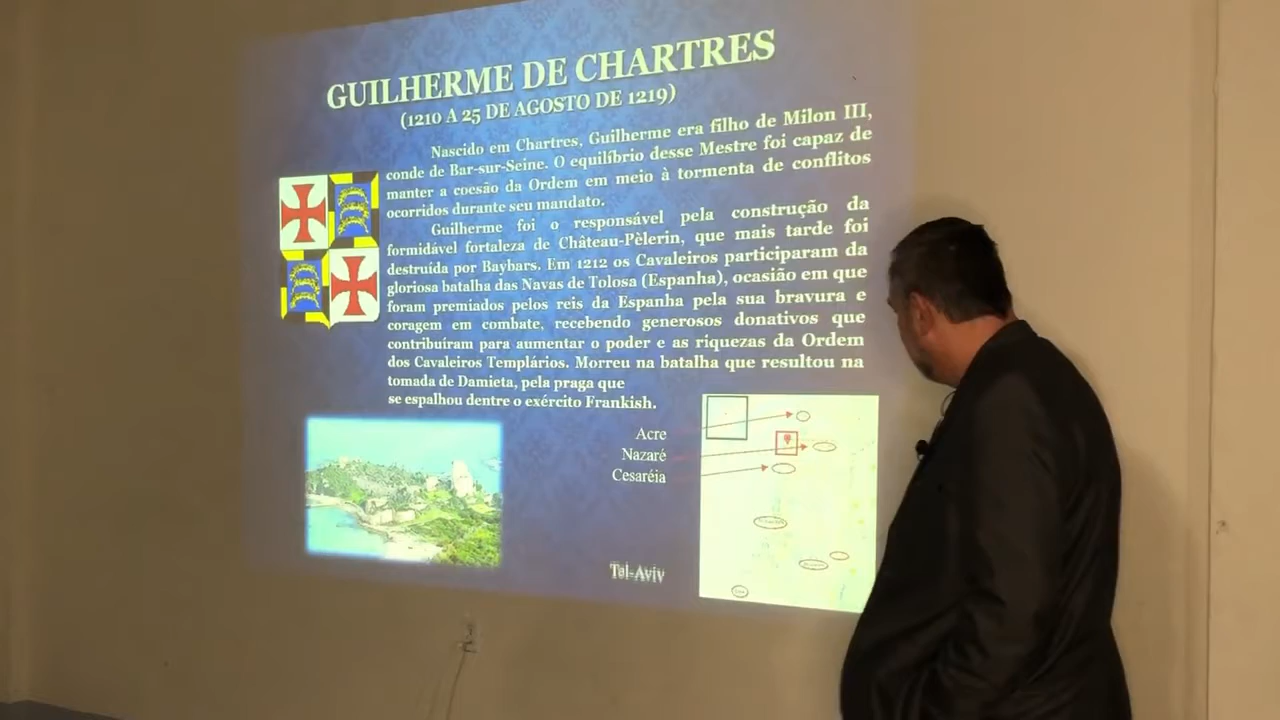 GUILHERME DE CHARTRES
(1210 A 25 DE AGOSTO DE 1219)
Nascido em Chartres, Guilherme era filho de Milon III,
conde de Bar-sur-Seine. O equilíbrio desse Mestre foi capaz de
manter a coesão da Ordem em meio à tormenta de conflitos
ocorridos durante seu mandato.
Guilherme foi o responsável pela construção da
formidável fortaleza de Château-Pèlerin, que mais tarde foi
destruída por Baybars. Em 1212 os Cavaleiros participaram da
gloriosa batalha das Navas de Tolosa (Espanha), ocasião em que
foram premiados pelos reis da Espanha pela sua bravura e
coragem em combate, recebendo generosos donativos que
contribuíram para aumentar o poder e as riquezas da Ordem
dos Cavaleiros Templários. Morreu na batalha que resultou na
tomada de Damieta, pela praga que
se espalhou dentre o exército Frankish.
Acre
Nazaré
Cesaréia
Tel-Aviv